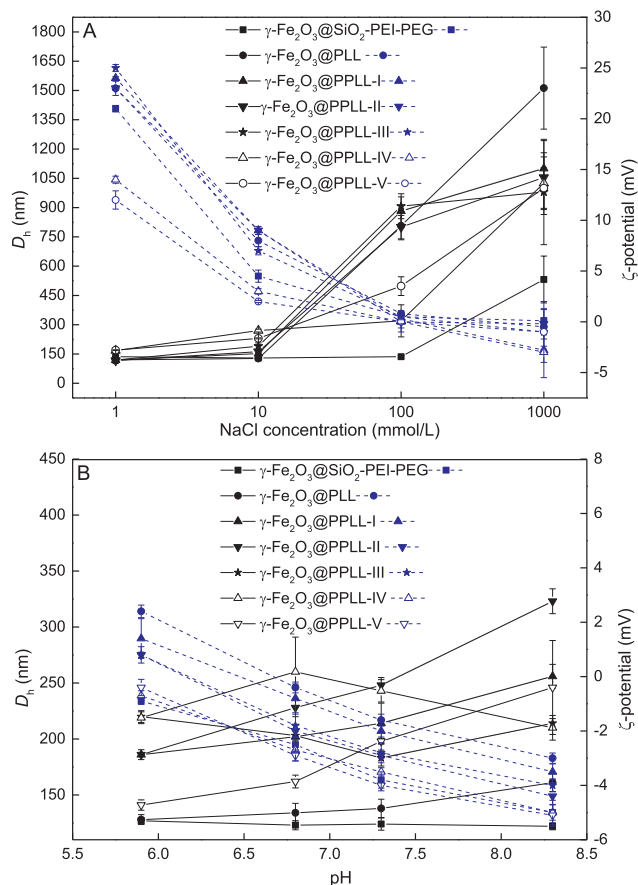 A
γ-Fe2O3@SiO2-PEI-PEG
γ-Fe2O3@PLL
γ-Fe2O3@PPLL-I
γ-Fe2O3@PPLL-II
γ-Fe2O3@PPLL-III
γ-Fe2O3@PPLL-IV
γ-Fe2O3@PPLL-V
1800
1650
1500
1350
1200
1050
900
750
600
450
300
150
0
Dh (nm)
30
25
20
15
10
5
0
-5
ζ-potential (mV)
1
10
100
1000
NaCl concentration (mmol/L)
B
γ-Fe2O3@SiO2-PEI-PEG
γ-Fe2O3@PLL
γ-Fe2O3@PPLL-I
γ-Fe2O3@PPLL-II
γ-Fe2O3@PPLL-III
γ-Fe2O3@PPLL-IV
γ-Fe2O3@PPLL-V
450
400
350
300
250
200
150
Dh (nm)
8
6
4
2
0
-2
-4
-6
ζ-potential (mV)
5.5
6.0
6.5
7.0
7.5
8.0
8.5
pH